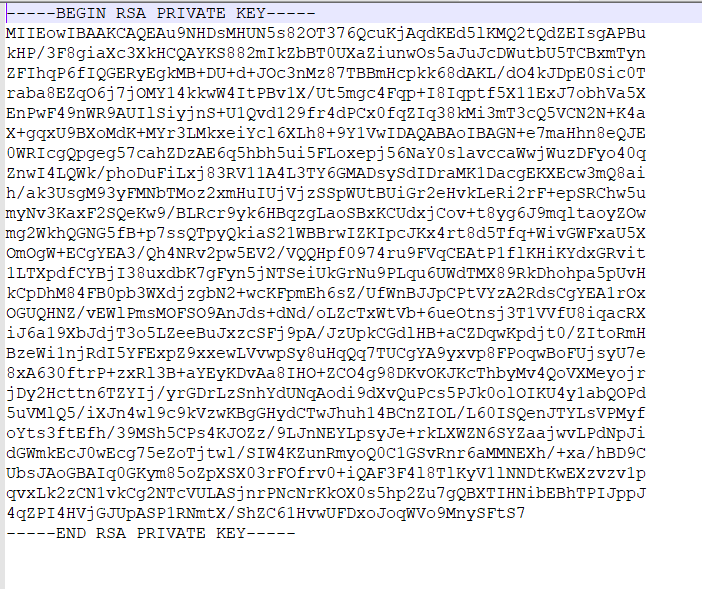 -----BEGIN RSA PRIVATE KEY-----
MIIEowIBAAKCAQEAu9NHDsMHUN5s82OT376QcuKjAqdKEd5lKMQ2tQdZEIsgAPBu
kHP/3F8giaXc3XkHCQAYKS882mIkZbBT0UXaZiunwOs5aJuJcDWutbU5TCBxmTyn
ZFIhqP6fIQGERyEgkMB+DU+d+JOc3nMz87TBBmHcpkk68dAKL/dO4kJDpE0Sic0T
raba8EZqO6j7jOMY14kkwW4ItPBv1X/Ut5mgc4Fqp+I8Iqptf5X11ExJ7obhVa5X
EnPwF49nWR9AUIlSiyjnS+U1Qvd129fr4dPCx0fqZIq38kMi3mT3cQ5VCN2N+K4a
X+gqxU9BXoMdK+MYr3LMkxeiYcl6XLh8+9Y1VwIDAQABAoIBAGN+e7maHhn8eQJE
0WRIcgQpgeg57cahZDzAE6q5hbh5ui5FLoxepj56NaY0slavccaWwjWuzDFyo40q
ZnwI4LQWk/phoDuFiLxj83RV11A4L3TY6GMADsySdIDraMK1DacgEKXEcw3mQ8ai
h/ak3UsgM93yFMNbTMoz2xmHuIUjVjzSSpWUtBUiGr2eHvkLeRi2rF+epSRChw5u
myNv3KaxF2SQeKw9/BLRcr9yk6HBqzgLaoSBxKCUdxjCov+t8yg6J9mqltaoyZOw
mg2WkhQGNG5fB+p7ssQTpyQkiaS21WBBrwIZKIpcJKx4rt8d5Tfq+WivGWFxaU5X
OmOgW+ECgYEA3/Qh4NRv2pw5EV2/VQQHpf0974ru9FVqCEAtP1flKHiKYdxGRvit
1LTXpdfCYBjI38uxdbK7gFyn5jNTSeiUkGrNu9PLqu6UWdTMX89RkDhohpa5pUvH
kCpDhM84FB0pb3WXdjzgbN2+wcKFpmEh6sZ/UfWnBJJpCPtVYzA2RdsCgYEA1rOx
OGUQHNZ/vEWlPmsMOFSO9AnJds+dNd/oLZcTxWtVb+6ueOtnsj3T1VVfU8iqacRX
iJ6a19XbJdjT3o5LZeeBuJxzcSFj9pA/JzUpkCGdlHB+aCZDqwKpdjt0/ZItoRmH
BzeWi1njRdI5YFExpZ9xxewLVvwpSy8uHqQq7TUCgYA9yxvp8FPoqwBoFUjsyU7e
8xA630ftrP+zxRl3B+aYEyKDvAa8IHO+ZCO4g98DKvOKJKcThbyMv4QoVXMeyojr
jDy2Hcttn6TZYIj/yrGDrLzSnhYdUNqAodi9dXvQuPcs5PJk0olOIKU4y1abQOPd
5uVMlQ5/iXJn4wl9c9kVzwKBgGHydCTwJhuh14BCnZIOL/L60ISQenJTYLsVPMyf
oYts3ftEfh/39MSh5CPs4KJOZz/9LJnNEYLpsyJe+rkLXWZN6SYZaajwvLPdNpJi
dGWmkEcJ0wEcg75eZoTjtwl/SIW4KZunRmyoQ0C1GSvRnr6aMMNEXh/+xa/hBD9C
UbsJAoGBAIq0GKym85oZpXSX03rFOfrv0+iQAF3F4l8TlKyV1lNNDtKwEXzvzv1p
qvxLk2zCN1vkCg2NTcVULASjnrPNcNrKkOX0s5hp2Zu7gQBXTIHNibEBhTPIJppJ
4qZPI4HVjGJUpASP1RNmtX/ShZC61HvwUFDxoJoqWVo9MnySFtS7
-----END RSA PRIVATE KEY-----